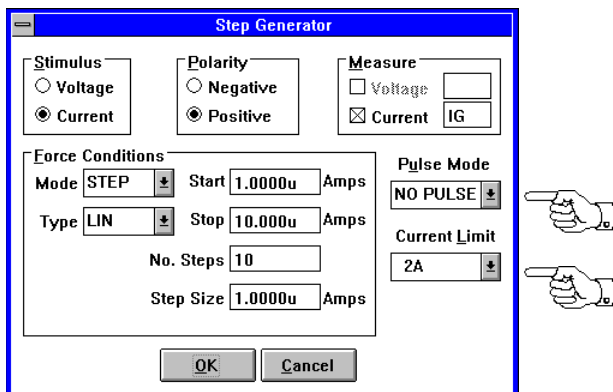 Step Generator
Stimulus
Voltage
Current
Polarity
Negative
Positive
Measure
Voltage
Current IG
Force Conditions
Mode STEP Start 1.0000u Amps
Type LIN Stop 10.000u Amps
No. Steps 10
Step Size 1.0000u Amps
Pulse Mode
NO PULSE
Current Limit
2A
OK Cancel